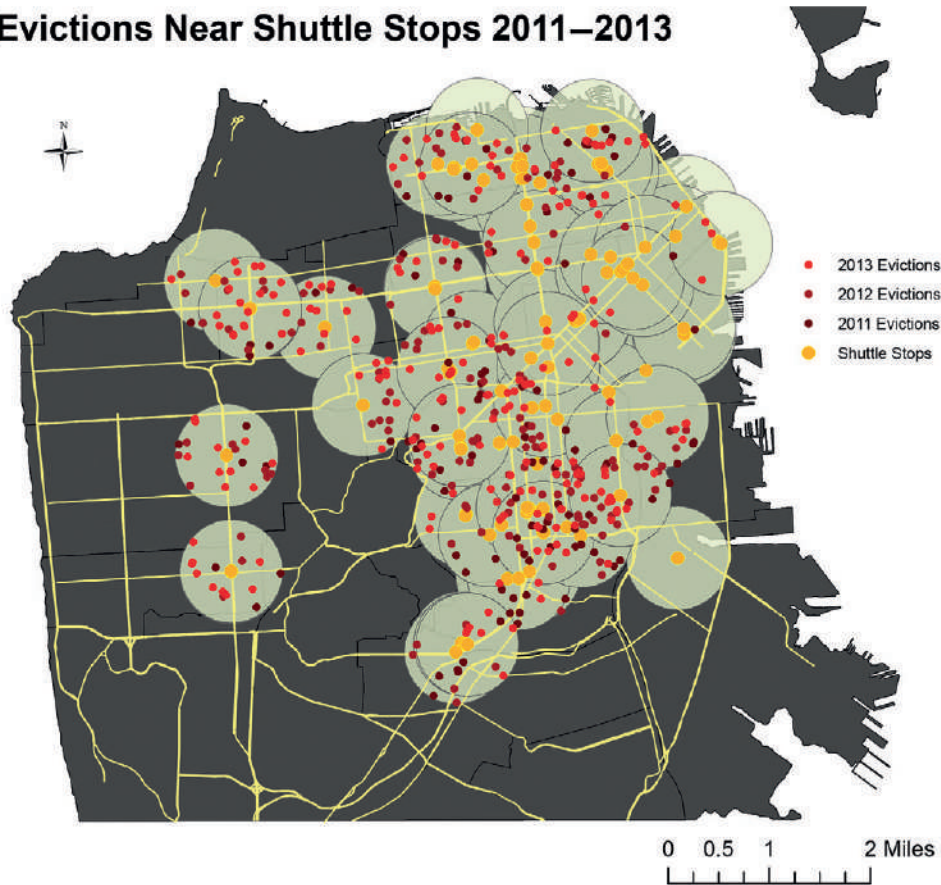 Evictions Near Shuttle Stops 2011–2013
N
2013 Evictions
2012 Evictions
2011 Evictions
Shuttle Stops
0 0.5 1 2 Miles